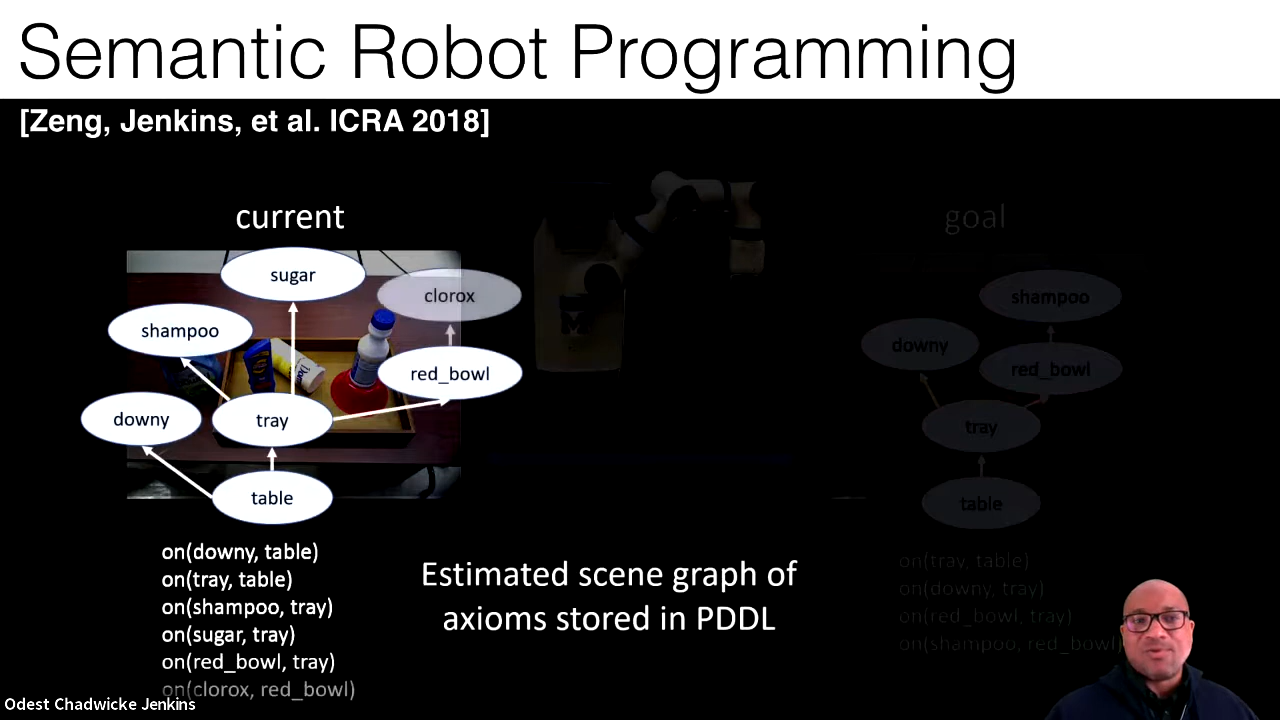 Semantic Robot Programming
[Zeng, Jenkins, et al. ICRA 2018]
current
goal
sugar
clorox
shampoo
red_bowl
downy
tray
table
shampoo
downy
red_bowl
tray
table
on(downy, table)
on(tray, table)
on(shampoo, tray)
on(sugar, tray)
on(red_bowl, tray)
on(clorox, red_bowl)
Estimated scene graph of
axioms stored in PDDL
on(tray, table)
on(downy, tray)
on(red_bowl, tray)
on(shampoo, red_bowl)
M
Odest Chadwicke Jenkins